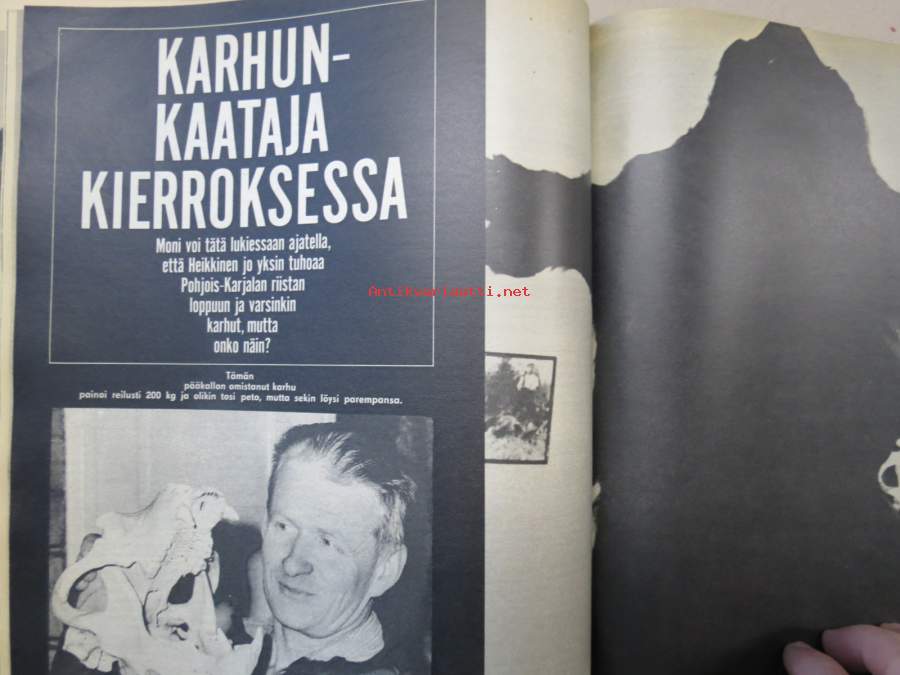 KARHUN-
KAATAJA
KIERROKSESSA
Moni voi tätä lukiessaan ajatella,
että Heikkinen jo yksin tuhoaa
Pohjois-Karjalan riistan
loppuun ja varsinkin
karhut, mutta
onko näin?
Antikvariaatti.net
Tämän
pääkallon omistanut karhu
painoi reilusti 200 kg ja olikin tosi peto, mutta sekin löysi parempansa.